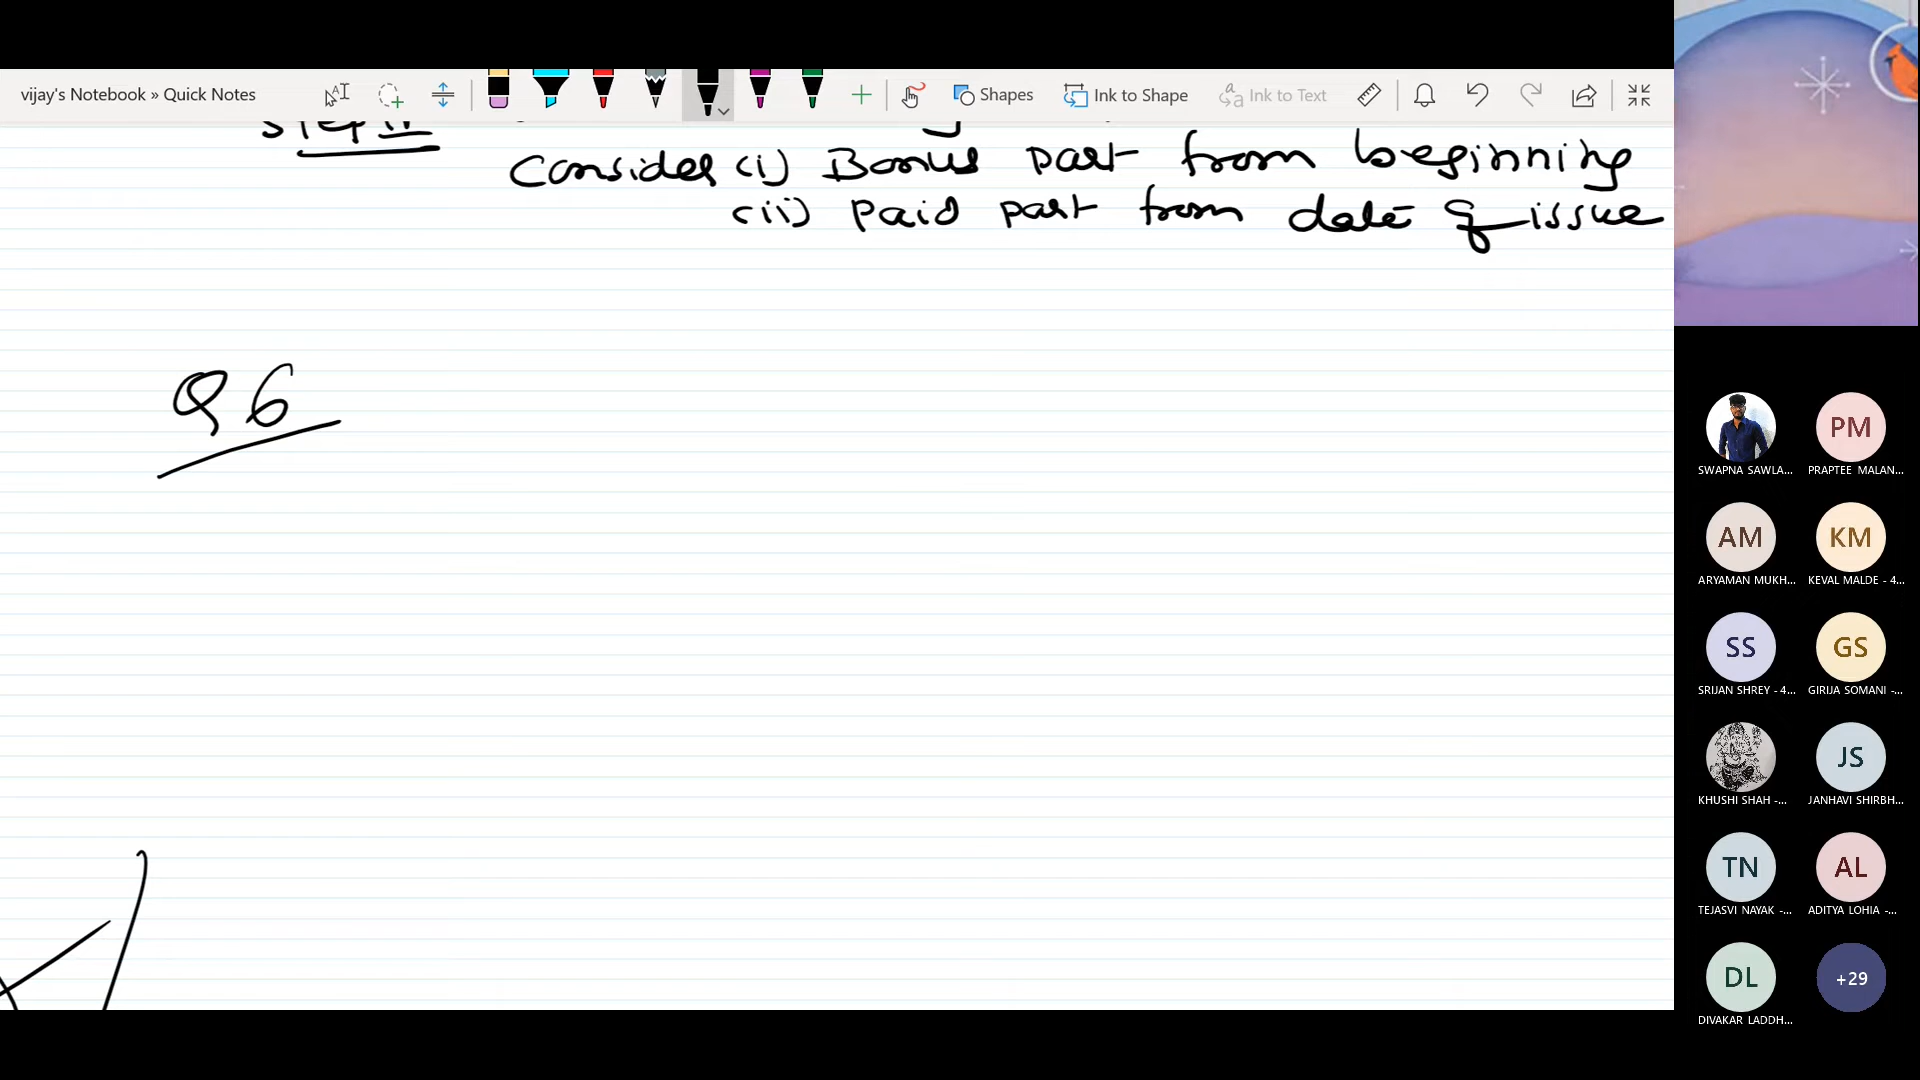 vijay's Notebook » Quick Notes
Shapes
Ink to Shape
Ink to Text
Step II
Consider (i) Bonus part from beginning
(ii) Paid part from date of issue
Q 6
PM
SWAPNA SAWLA...
PRAPTEE MALAN...
AM
KM
ARYAMAN MUKH...
KEVAL MALDE - 4...
SS
GS
SRIJAN SHREY - 4...
GIRIJA SOMANI -...
JS
KHUSHI SHAH -...
JANHAVI SHIRBH...
TN
AL
TEJASVI NAYAK -...
ADITYA LOHIA -...
DL
+29
DIVAKAR LADDH...